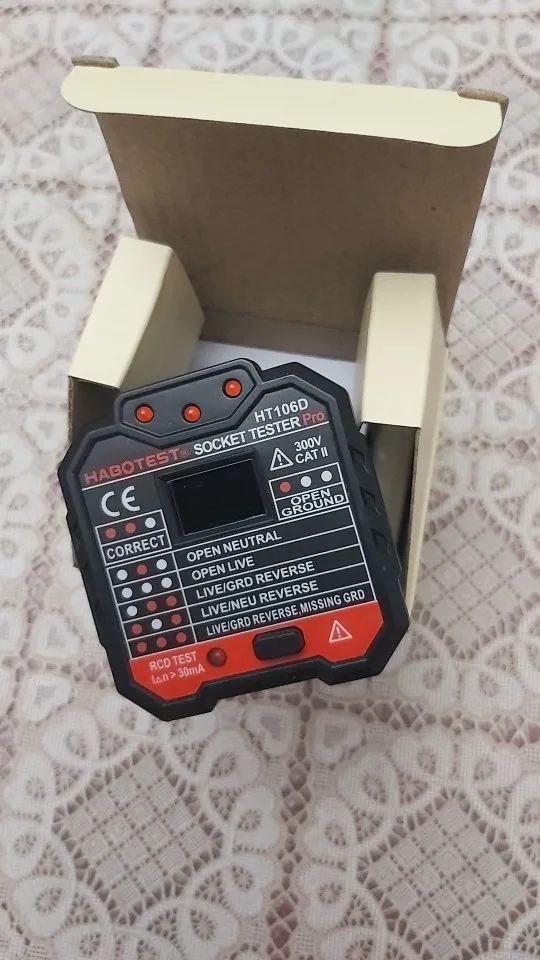 HT106D
HABOTEST® SOCKET TESTER Pro
300V
CAT II
CE
OPEN
GROUND
CORRECT
OPEN NEUTRAL
OPEN LIVE
LIVE/GRD REVERSE
LIVE/NEU REVERSE
LIVE/GRD REVERSE,MISSING GRD
RCD TEST
I△n > 30mA